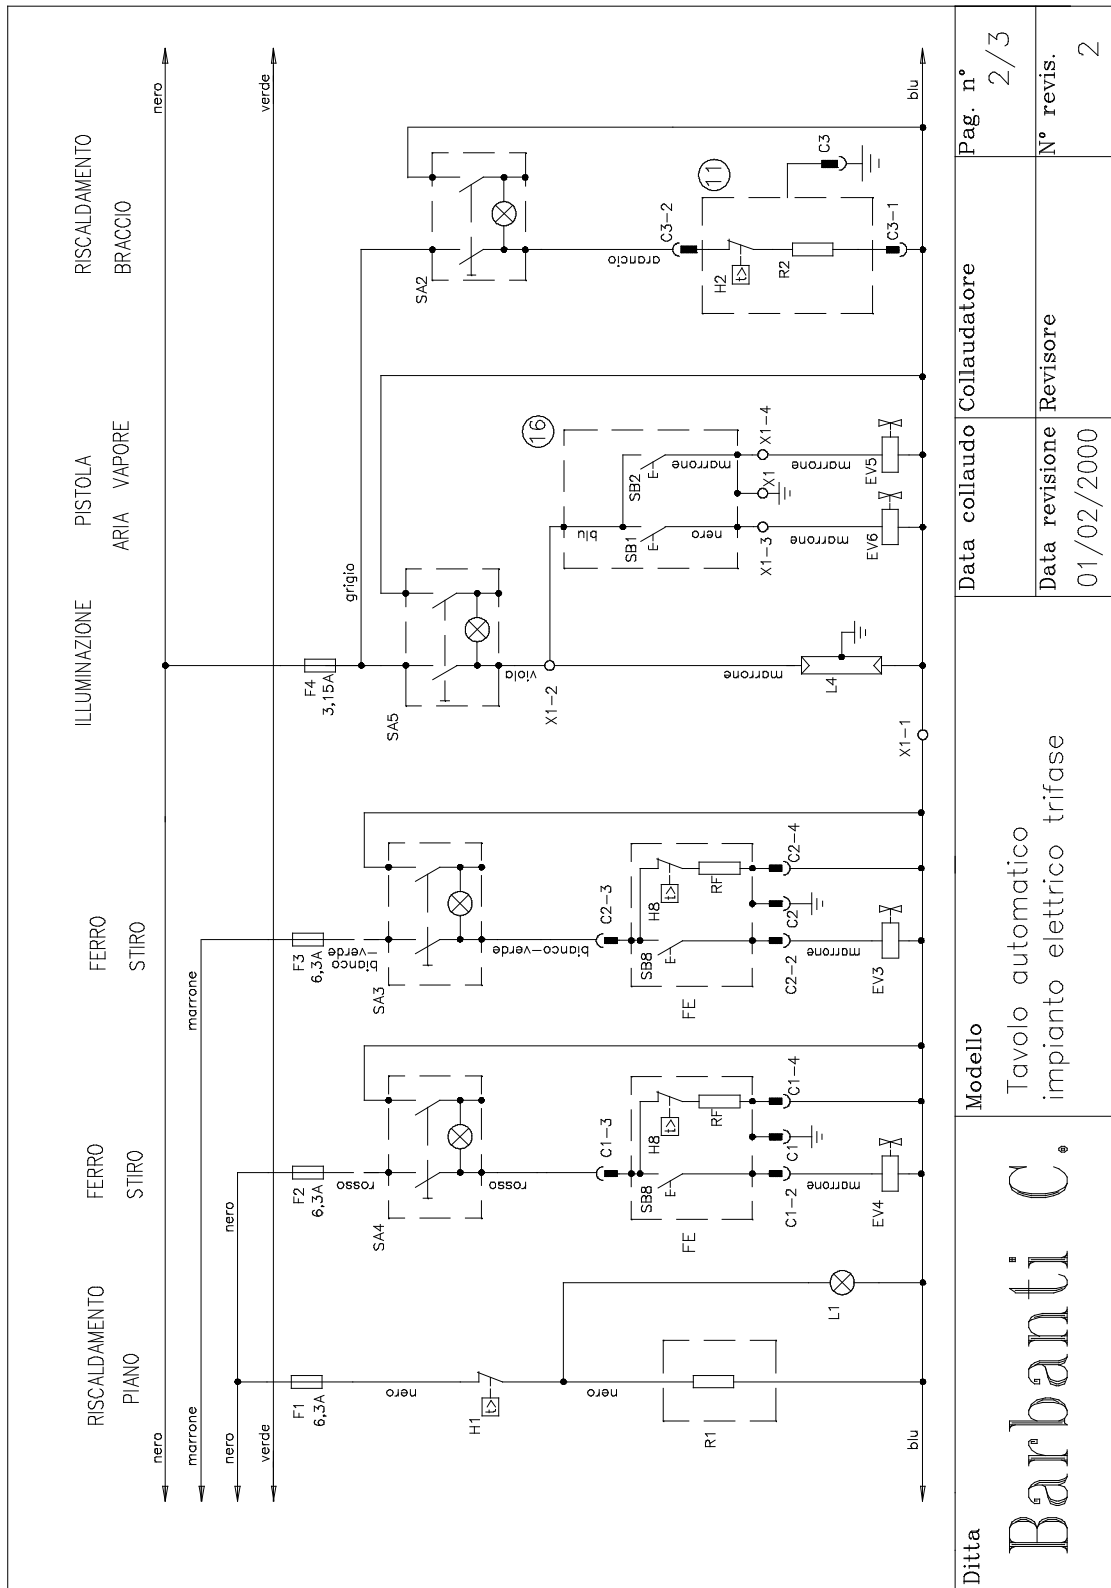 RISCALDAMENTO
PIANO
FERRO
STIRO
FERRO
STIRO
ILLUMINAZIONE
PISTOLA
ARIA VAPORE
RISCALDAMENTO
BRACCIO
nero
nero
marrone
marrone
nero
nero
verde
verde
F1
6,3A
F2
6,3A
F3
6,3A
F4
3,15A
rosso
bianco
-verde
grigio
nero
H1
t>
nero
R1
L1
SA4
rosso
C1-3
SB8
H8
t>
RF
FE
C1-2
C1
C1-4
marrone
EV4
SA3
bianco-verde
C2-3
SB8
H8
t>
RF
FE
C2-2
C2
C2-4
marrone
EV3
SA5
viola
X1-2
marrone
L4
X1-1
16
blu
SB1
SB2
nero
marrone
X1-3
X1
X1-4
marrone
marrone
EV6
EV5
SA2
arancio
C3-2
11
H2
t>
R2
C3-1
C3
blu
blu
Ditta
Barbanti C.
Modello
Tavolo automatico
impianto elettrico trifase
Data collaudo
Collaudatore
Pag. n°
2/3
Data revisione
01/02/2000
Revisore
N° revis.
2